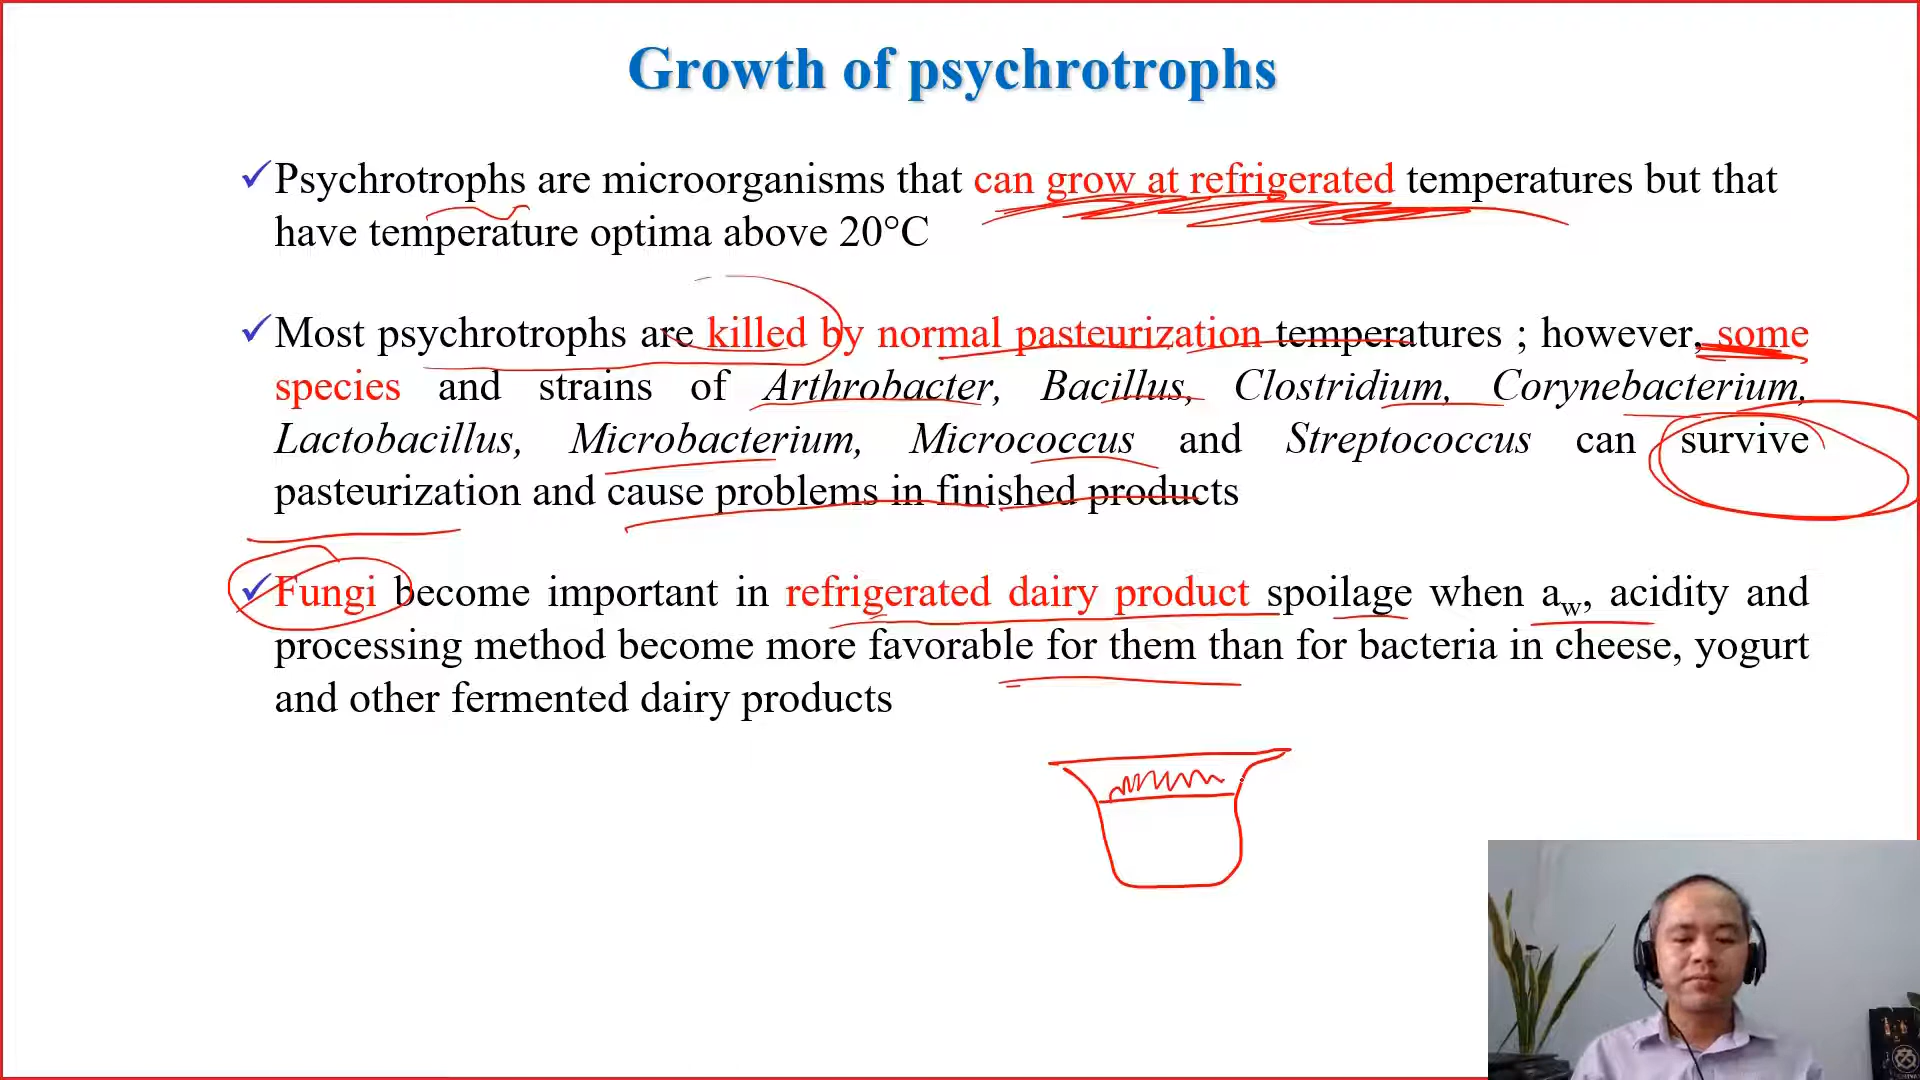 Growth of psychrotrophs
✓Psychrotrophs are microorganisms that can grow at refrigerated temperatures but that
have temperature optima above 20°C
✓Most psychrotrophs are killed by normal pasteurization temperatures ; however, some
species and strains of Arthrobacter, Bacillus, Clostridium, Corynebacterium,
Lactobacillus, Microbacterium, Micrococcus and Streptococcus can survive
pasteurization and cause problems in finished products
✓Fungi become important in refrigerated dairy product spoilage when aw, acidity and
processing method become more favorable for them than for bacteria in cheese, yogurt
and other fermented dairy products